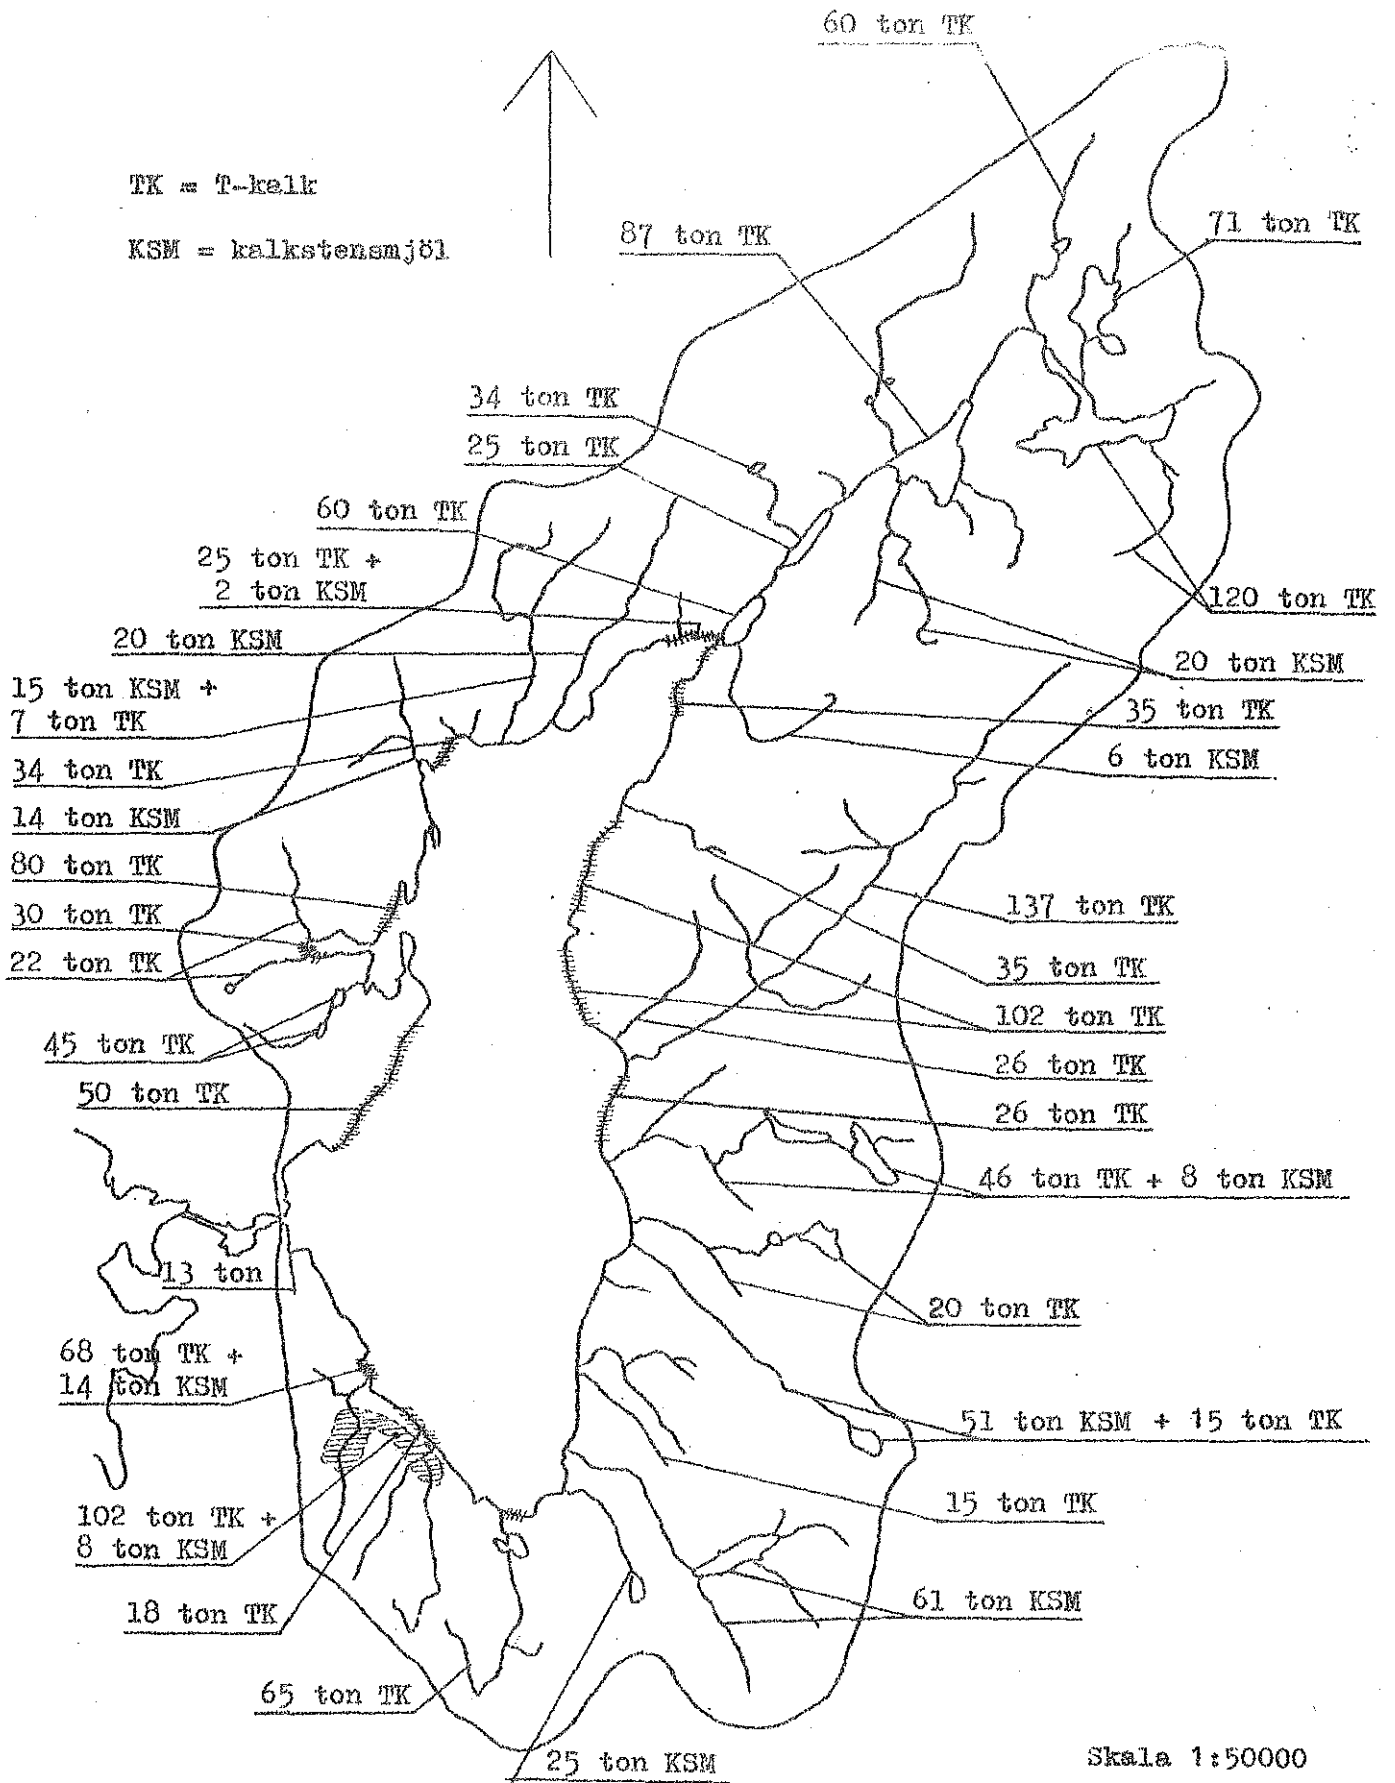 60 ton TK
TK = T-kalk
KSM = kalkstensmjöl
87 ton TK
71 ton TK
34 ton TK
25 ton TK
60 ton TK
25 ton TK +
2 ton KSM
120 ton TK
20 ton KSM
20 ton KSM
15 ton KSM +
7 ton TK
35 ton TK
6 ton KSM
34 ton TK
14 ton KSM
80 ton TK
30 ton TK
137 ton TK
22 ton TK
35 ton TK
102 ton TK
45 ton TK
26 ton TK
50 ton TK
26 ton TK
46 ton TK + 8 ton KSM
13 ton
20 ton TK
68 ton TK +
14 ton KSM
51 ton KSM + 15 ton TK
15 ton TK
102 ton TK +
8 ton KSM
61 ton KSM
18 ton TK
65 ton TK
25 ton KSM
Skala 1:50000